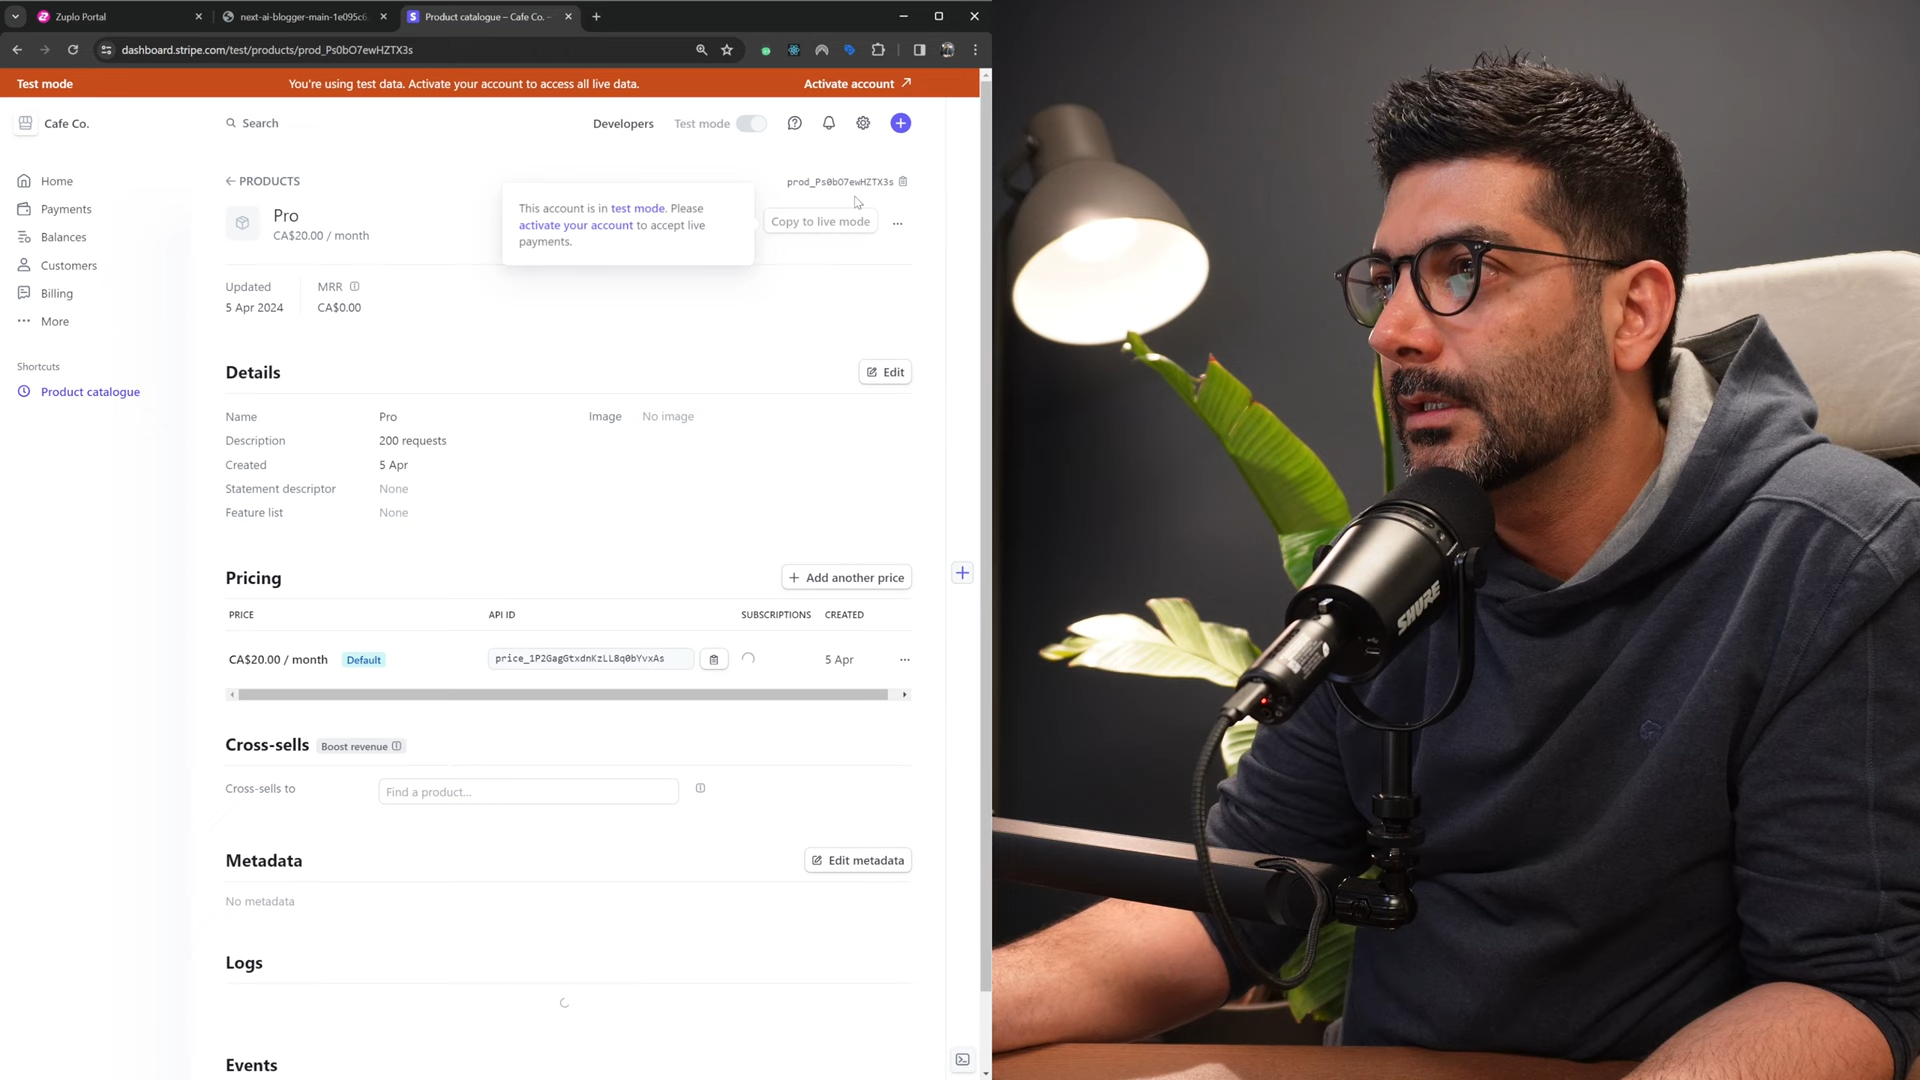 Zuplo Portal
next-ai-blogger-main-1e095c6
Product catalogue – Cafe Co. –
dashboard.stripe.com/test/products/prod_Ps0bO7ewHZTX3s
Test mode
You're using test data. Activate your account to access all live data.
Activate account
Cafe Co.
Search
Developers
Test mode
Home
Payments
Balances
Customers
Billing
More
Shortcuts
Product catalogue
PRODUCTS
prod_Ps0bO7ewHZTX3s
Pro
CA$20.00 / month
This account is in test mode. Please
activate your account to accept live
payments.
Copy to live mode
Updated
5 Apr 2024
MRR
CA$0.00
Details
Edit
Name Pro
Image No image
Description 200 requests
Created 5 Apr
Statement descriptor None
Feature list None
Pricing
Add another price
PRICE API ID SUBSCRIPTIONS CREATED
CA$20.00 / month Default price_1P2GagGtxdnKzLL8q0bYvxAs 5 Apr
Cross-sells Boost revenue
Cross-sells to Find a product...
Metadata
Edit metadata
No metadata
Logs
Events
SHURE